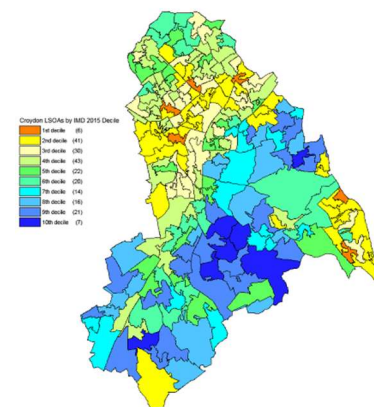 Croydon LSOAs by IMD 2015 Decile
1st decile (6)
2nd decile (41)
3rd decile (30)
4th decile (43)
5th decile (22)
6th decile (20)
7th decile (14)
8th decile (16)
9th decile (21)
10th decile (7)